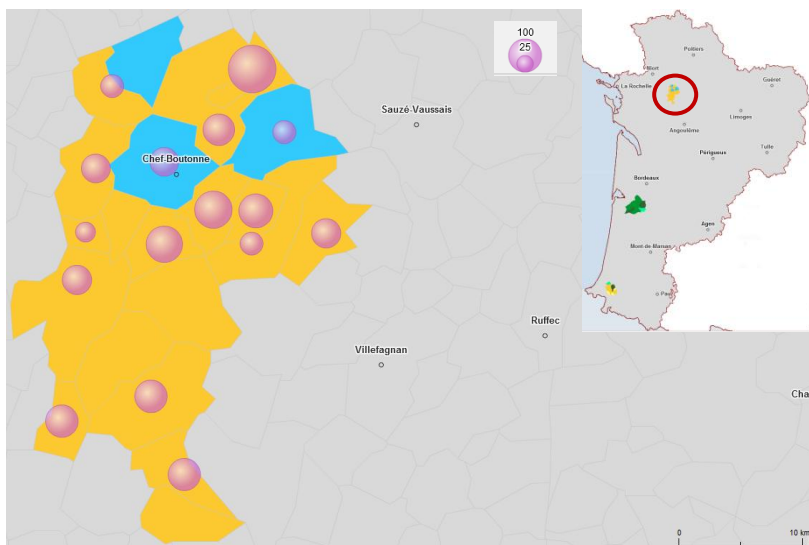 100
25
Sauzé-Vaussais
Chef-Boutonne
Ruffec
Villefagnan
Cha
0 10 km
Poitiers
Niort
La Rochelle
Guéret
Limoges
Angoulême
Tulle
Périgueux
Bordeaux
Agen
Mont-de-Marsan
Pau